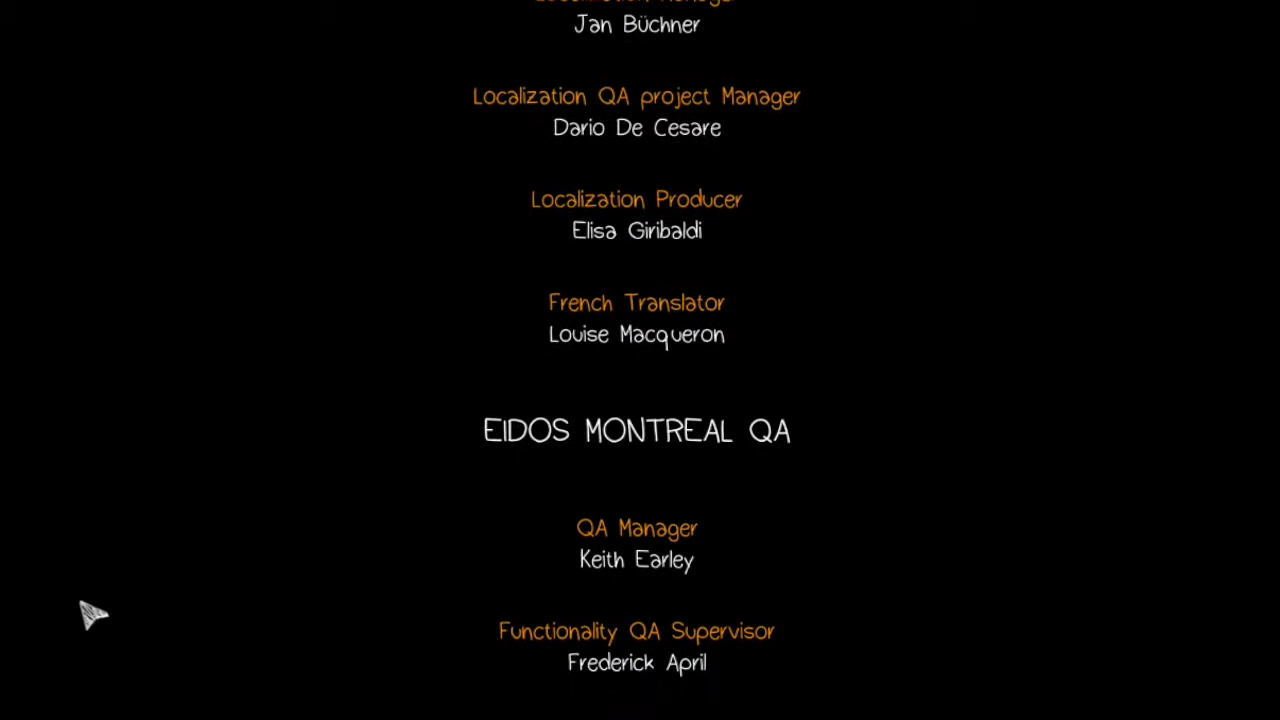 Jan Büchner
Localization QA project Manager
Dario De Cesare
Localization Producer
Elisa Giribaldi
French Translator
Louise Macqueron
EIDOS MONTREAL QA
QA Manager
Keith Earley
Functionality QA Supervisor
Frederick April